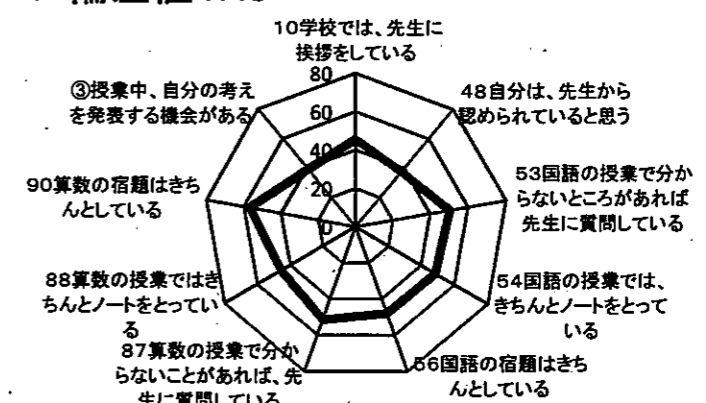 10学校では、先生に
挨拶をしている
80
60
40
20
0
48自分は、先生から
認められていると思う
53国語の授業で分か
らないところがあれば
先生に質問している
54国語の授業では、
きちんとノートをとって
いる
56国語の宿題はきち
んとしている
87算数の授業で分か
らないことがあれば、先
生に質問している
88算数の授業ではき
ちんとノートをとってい
る
90算数の宿題はきち
んとしている
③授業中、自分の考え
を発表する機会がある